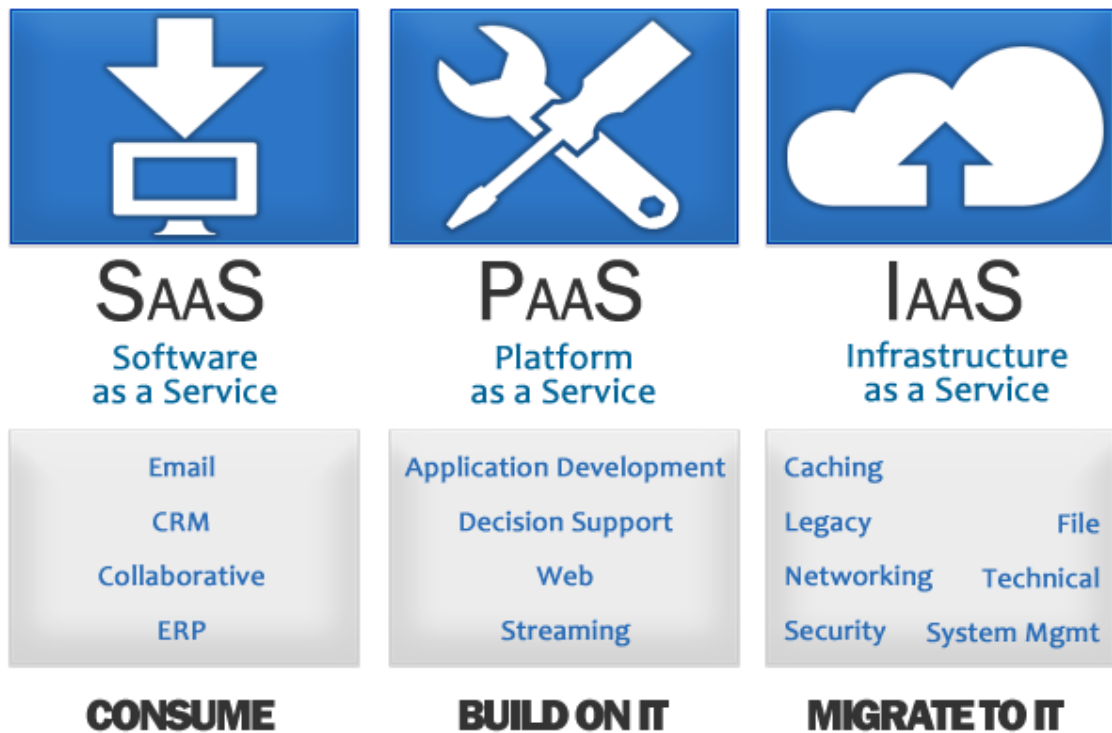 SaaS
Software
as a Service
Email
CRM
Collaborative
ERP
CONSUME
PaaS
Platform
as a Service
Application Development
Decision Support
Web
Streaming
BUILD ON IT
IaaS
Infrastructure
as a Service
Caching
Legacy File
Networking Technical
Security System Mgmt
MIGRATE TO IT